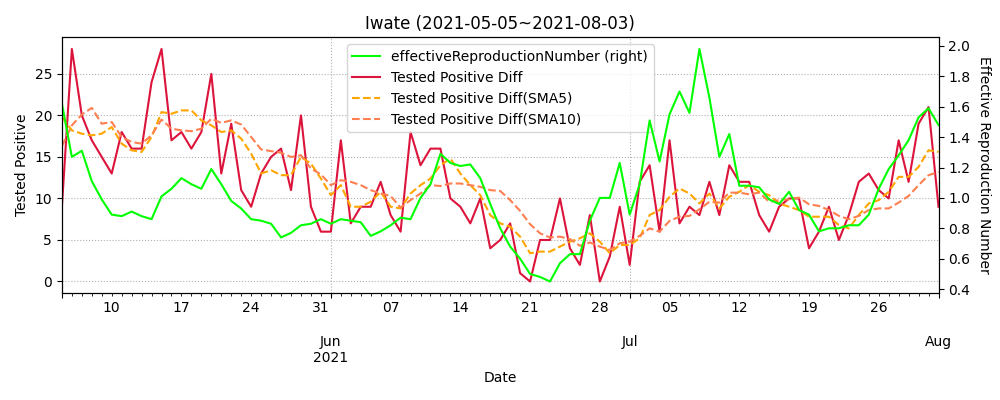 Iwate (2021-05-05~2021-08-03)
effectiveReproductionNumber (right)
Tested Positive Diff
Tested Positive Diff(SMA5)
Tested Positive Diff(SMA10)
Tested Positive
25
20
15
10
5
0
2.0
1.8
1.6
1.4
1.2
1.0
0.8
0.6
0.4
Effective Reproduction Number
10 17 24 31 07 14 21 28 05 12 19 26
Jun Jul Aug
2021
Date